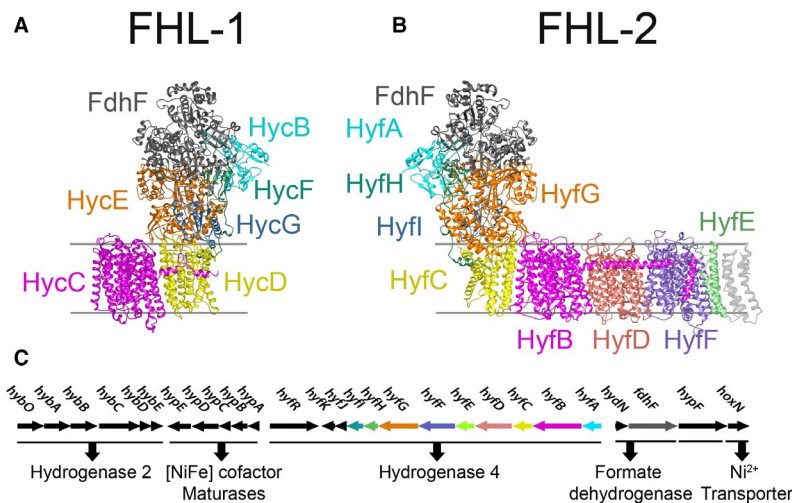 A
FHL-1
B
FHL-2
FdhF
HycB
HycE
HycF
HycG
HycC
HycD
FdhF
HyfA
HyfH
HyfG
HyfI
HyfE
HyfC
HyfB
HyfD
HyfF
C
hybO
hybA
hybB
hybC
hybD
hybE
hypE
hypD
hypC
hypB
hypA
hyfR
hyfK
hyfJ
hyfI
hyfH
hyfG
hyfF
hyfE
hyfD
hyfC
hyfB
hyfA
hydN
fdhF
hypF
hoxN
Hydrogenase 2
[NiFe] cofactor
Maturases
Hydrogenase 4
Formate
dehydrogenase
Ni2+
Transporter